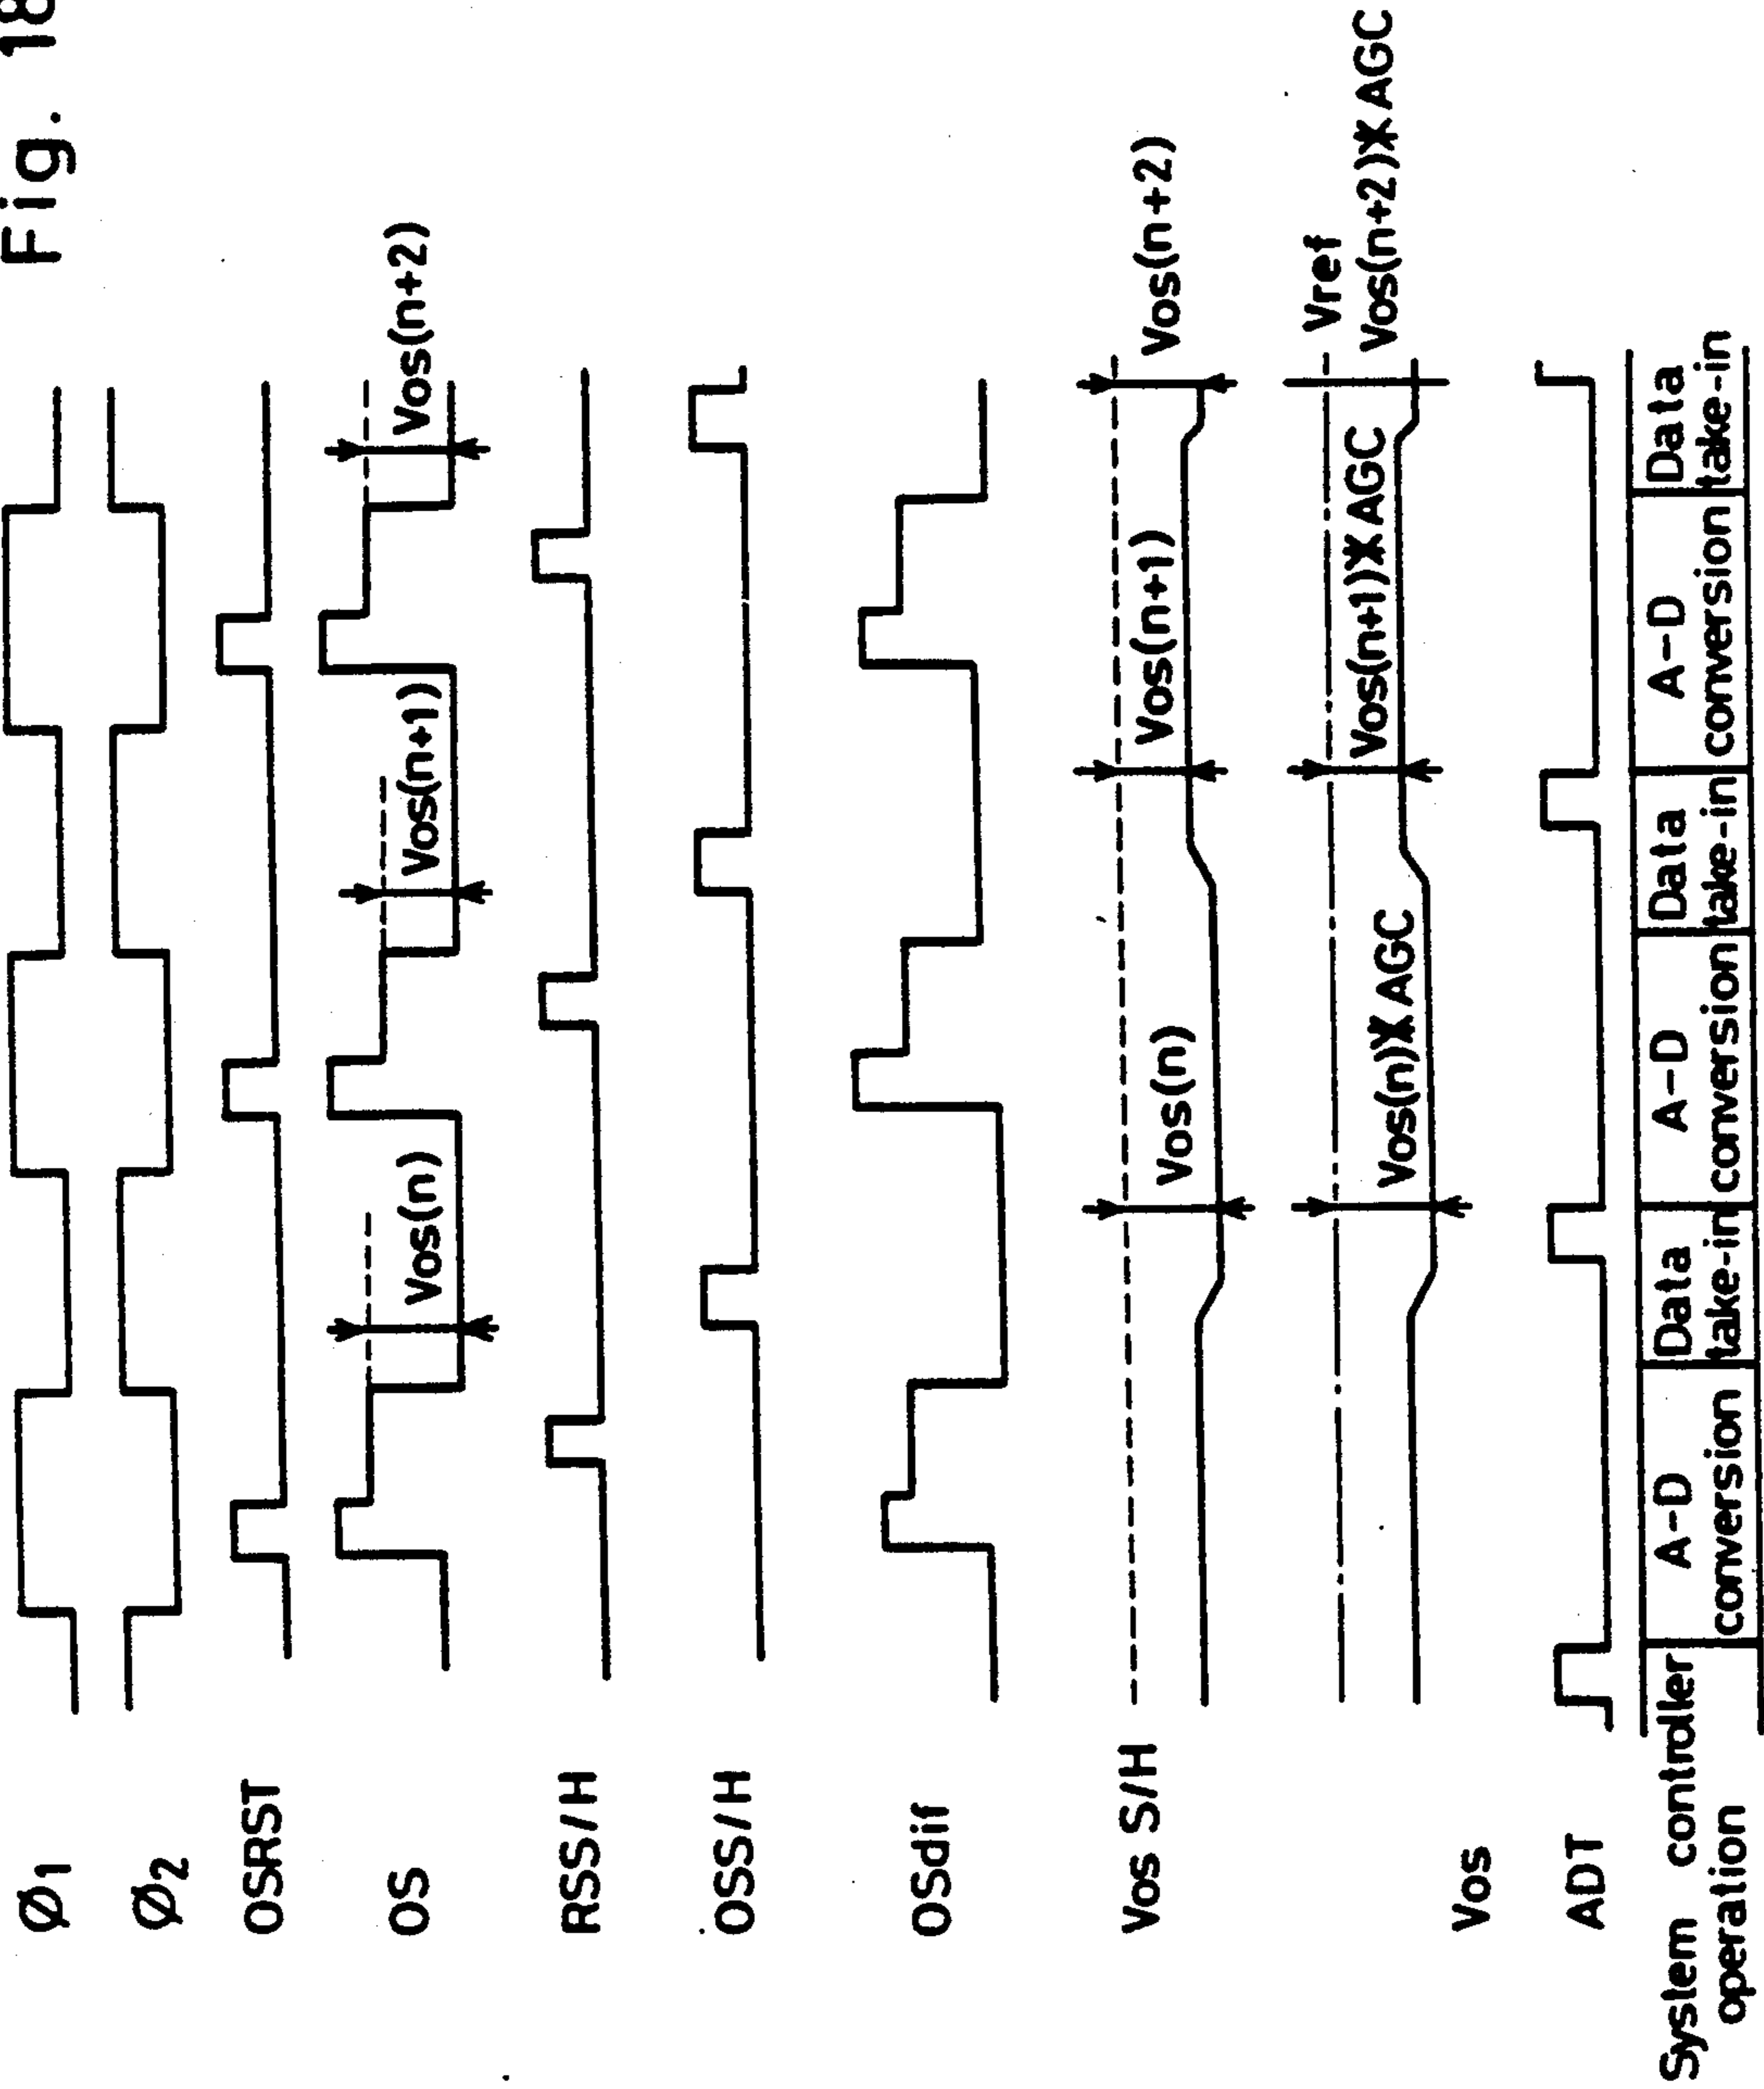 Fig. 18
Ø1
Ø2
OSRST
OS
Vos(n)
Vos(n+1)
Vos(n+2)
RSS/H
OSS/H
OSdif
Vos S/H
Vos(n)
Vos(n+1)
Vos(n+2)
Vref
Vos
Vos(n)※AGC
Vos(n+1)※AGC
Vos(n+2)※AGC
ADT
System controller
operation
A-D
conversion
Data
take-in
A-D
conversion
Data
take-in
A-D
conversion
Data
take-in